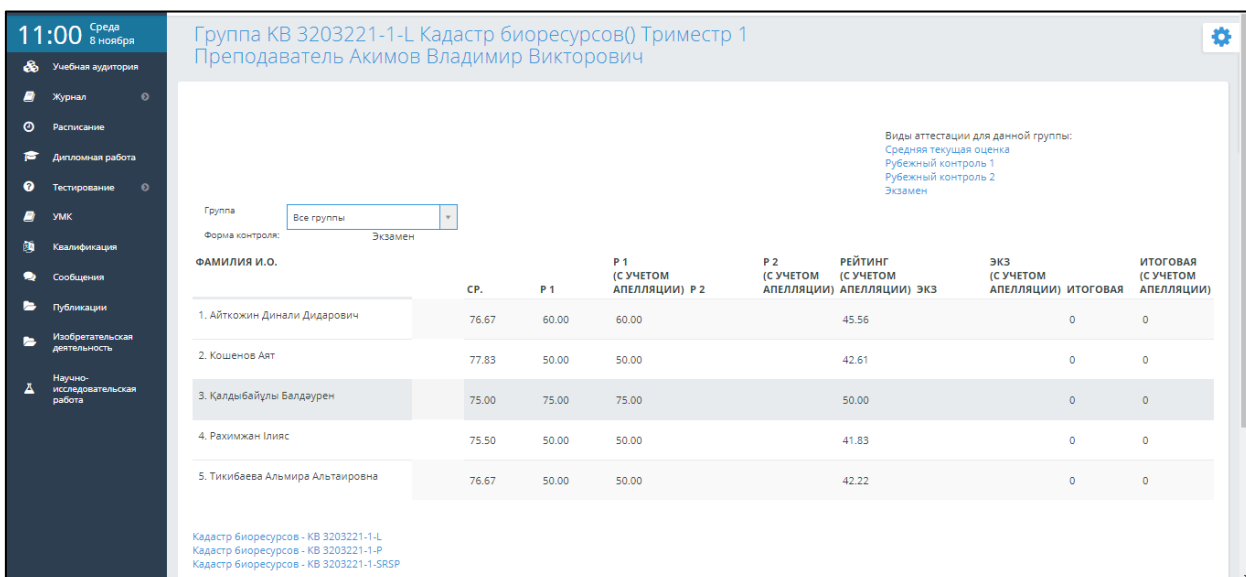 11:00 Среда
8 ноября
Учебная аудитория
Журнал
Расписание
Дипломная работа
Тестирование
УМК
Квалификация
Сообщения
Публикации
Изобретательская
деятельность
Научно-
исследовательская
работа
Группа KB 3203221-1-L Кадастр биоресурсов() Триместр 1
Преподаватель Акимов Владимир Викторович
Виды аттестации для данной группы:
Средняя текущая оценка
Рубежный контроль 1
Рубежный контроль 2
Экзамен
Группа Все группы
Форма контроля: Экзамен
ФАМИЛИЯ И.О. Р 1 Р 2 РЕЙТИНГ ЭКЗ ИТОГОВАЯ
(С УЧЕТОМ (С УЧЕТОМ (С УЧЕТОМ (С УЧЕТОМ (С УЧЕТОМ
СР. Р 1 АПЕЛЛЯЦИИ) Р 2 АПЕЛЛЯЦИИ) АПЕЛЛЯЦИИ) ЭКЗ АПЕЛЛЯЦИИ) ИТОГОВАЯ АПЕЛЛЯЦИИ)
1. Айткожин Динали Дидарович 76.67 60.00 60.00 45.56 0 0
2. Кошенов Аят 77.83 50.00 50.00 42.61 0 0
3. Қалдыбайұлы Балдәурен 75.00 75.00 75.00 50.00 0 0
4. Рахимжан Ілияс 75.50 50.00 50.00 41.83 0 0
5. Тикибаева Альмира Альтаировна 76.67 50.00 50.00 42.22 0 0
Кадастр биоресурсов - KB 3203221-1-L
Кадастр биоресурсов - KB 3203221-1-P
Кадастр биоресурсов - KB 3203221-1-SRSP